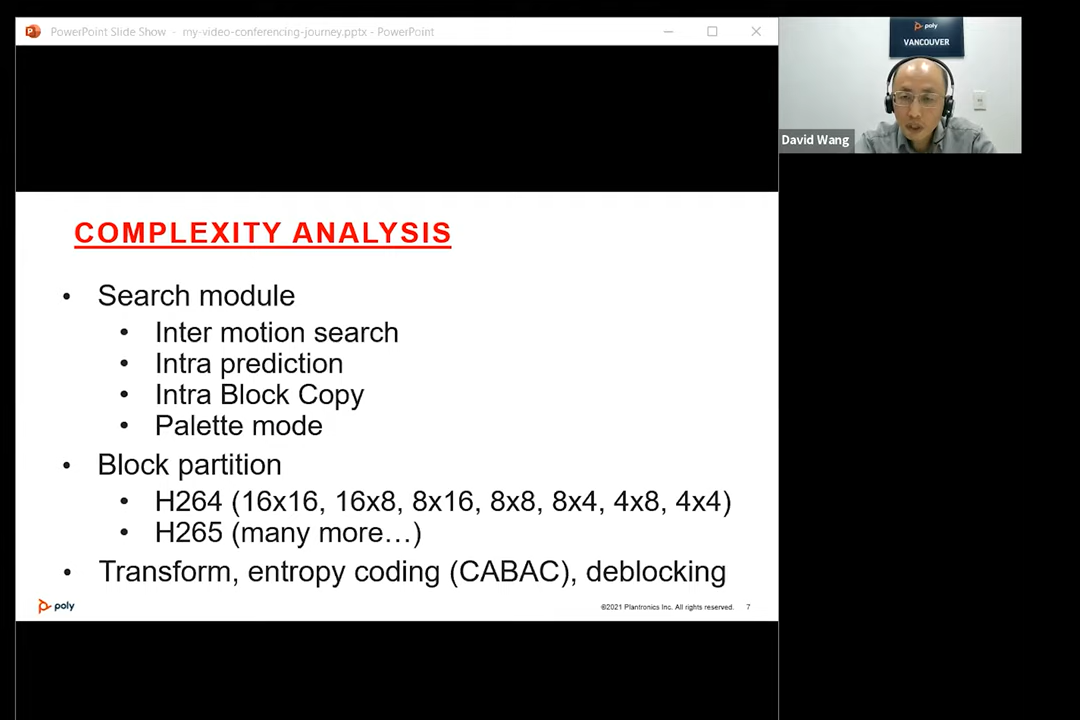 PowerPoint Slide Show - my-video-conferencing-journey.pptx - PowerPoint
poly
VANCOUVER
David Wang
COMPLEXITY ANALYSIS
• Search module
• Inter motion search
• Intra prediction
• Intra Block Copy
• Palette mode
• Block partition
• H264 (16x16, 16x8, 8x16, 8x8, 8x4, 4x8, 4x4)
• H265 (many more…)
• Transform, entropy coding (CABAC), deblocking
poly
©2021 Plantronics Inc. All rights reserved. 7